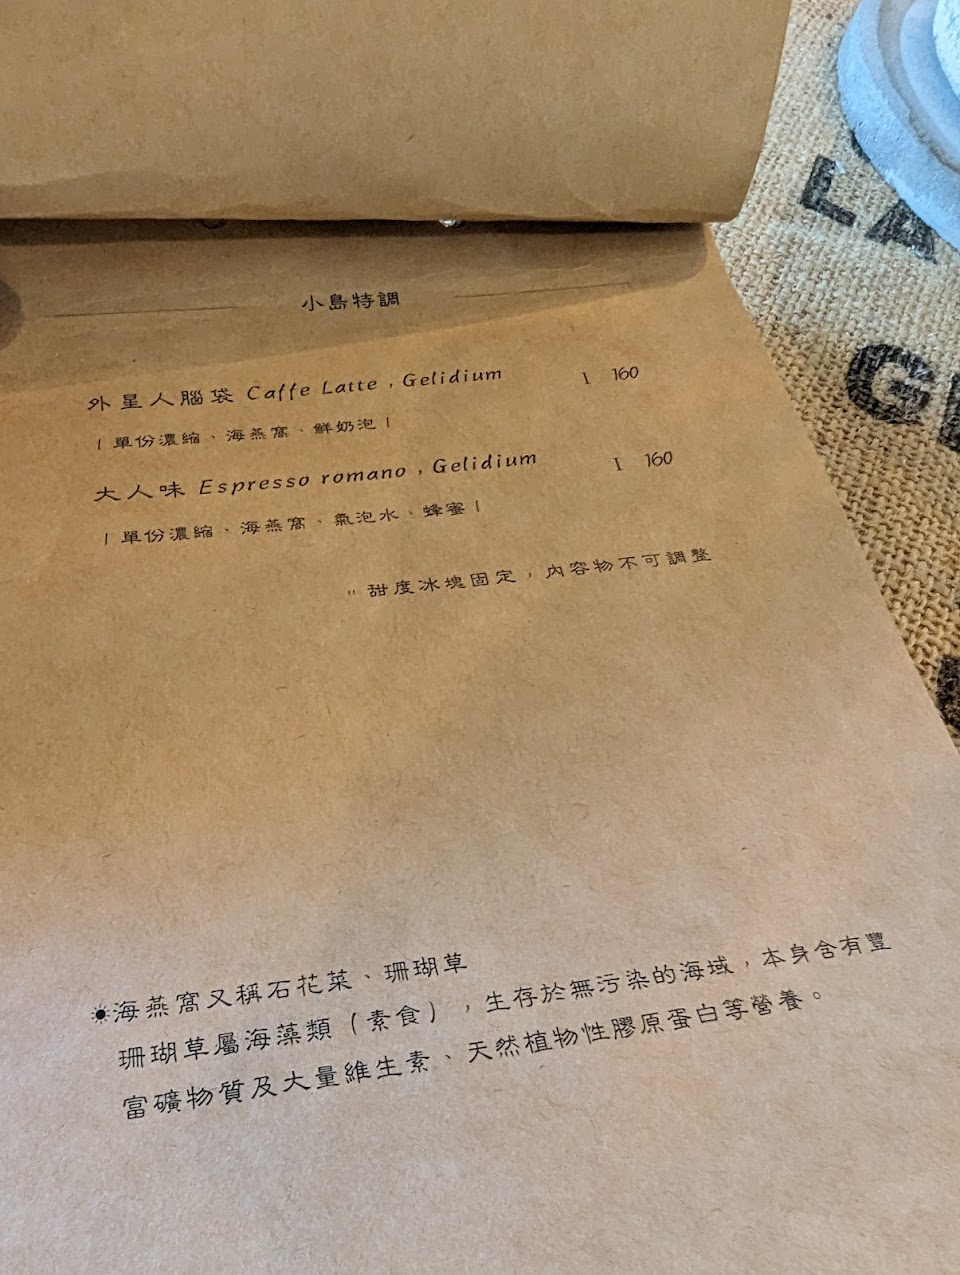 小島特調
外星人腦袋 Caffe Latte , Gelidium I 160
| 單份濃縮、海燕窩、鮮奶泡 |
大人味 Espresso romano , Gelidium I 160
| 單份濃縮、海燕窩、氣泡水、蜂蜜 |
" 甜度冰塊固定，內容物不可調整
☀海燕窩又稱石花菜、珊瑚草
珊瑚草屬海藻類（素食），生存於無污染的海域，本身含有豐
富礦物質及大量維生素、天然植物性膠原蛋白等營養。
LA
G